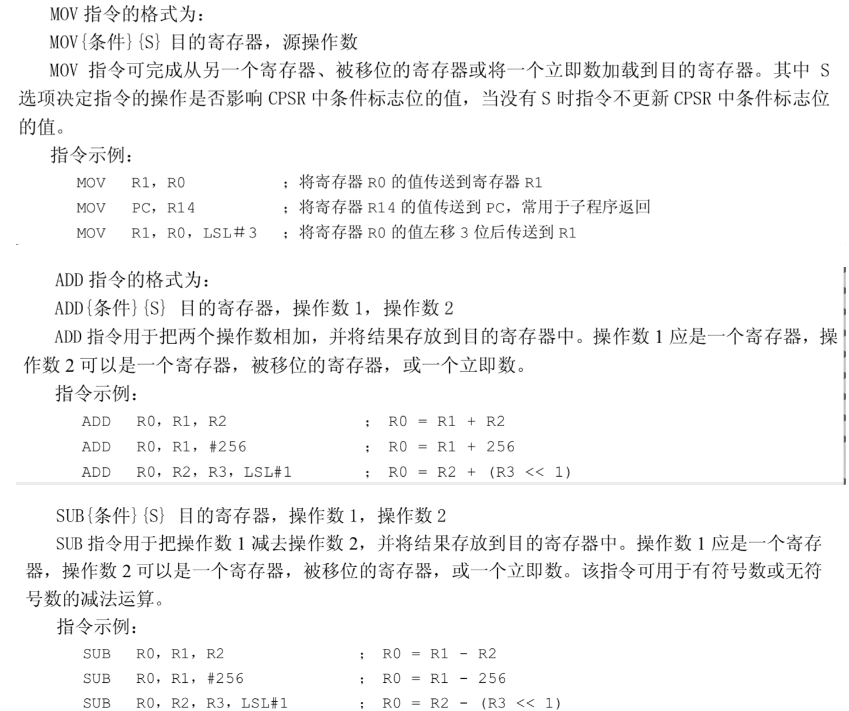 MOV 指令的格式为：
MOV{条件}{S} 目的寄存器，源操作数
MOV 指令可完成从另一个寄存器、被移位的寄存器或将一个立即数加载到目的寄存器。其中 S
选项决定指令的操作是否影响 CPSR 中条件标志位的值，当没有 S 时指令不更新 CPSR 中条件标志位
的值。
指令示例：
MOV R1，R0 ；将寄存器 R0 的值传送到寄存器 R1
MOV PC，R14 ；将寄存器 R14 的值传送到 PC，常用于子程序返回
MOV R1，R0，LSL＃3 ；将寄存器 R0 的值左移 3 位后传送到 R1
ADD 指令的格式为：
ADD{条件}{S} 目的寄存器，操作数 1，操作数 2
ADD 指令用于把两个操作数相加，并将结果存放到目的寄存器中。操作数 1 应是一个寄存器，操
作数 2 可以是一个寄存器，被移位的寄存器，或一个立即数。
指令示例：
ADD R0，R1，R2 ； R0 = R1 + R2
ADD R0，R1，#256 ； R0 = R1 + 256
ADD R0，R2，R3，LSL#1 ； R0 = R2 + (R3 << 1)
SUB{条件}{S} 目的寄存器，操作数 1，操作数 2
SUB 指令用于把操作数 1 减去操作数 2，并将结果存放到目的寄存器中。操作数 1 应是一个寄存
器，操作数 2 可以是一个寄存器，被移位的寄存器，或一个立即数。该指令可用于有符号数或无符
号数的减法运算。
指令示例：
SUB R0，R1，R2 ； R0 = R1 - R2
SUB R0，R1，#256 ； R0 = R1 - 256
SUB R0，R2，R3，LSL#1 ； R0 = R2 - (R3 << 1)